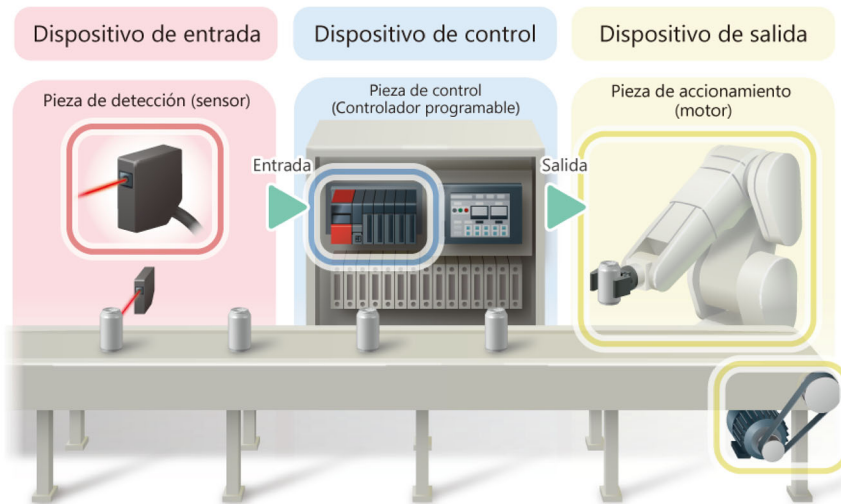 Dispositivo de entrada
Dispositivo de control
Dispositivo de salida
Pieza de detección (sensor)
Pieza de control
(Controlador programable)
Pieza de accionamiento
(motor)
Entrada
Salida